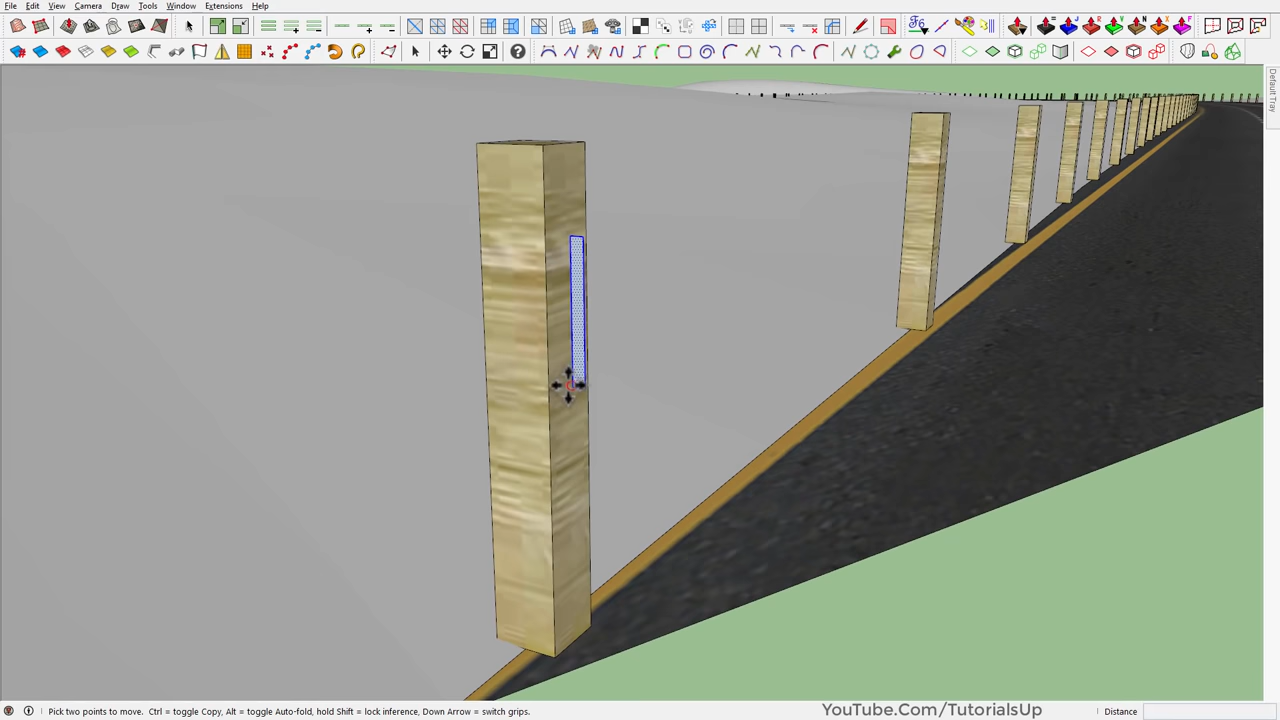 File Edit View Camera Draw Tools Window Extensions Help
Default Tray
Pick two points to move. Ctrl = toggle Copy, Alt = toggle Auto-fold, hold Shift = lock inference, Down Arrow = switch grips.
YouTube.Com/TutorialsUp
Distance